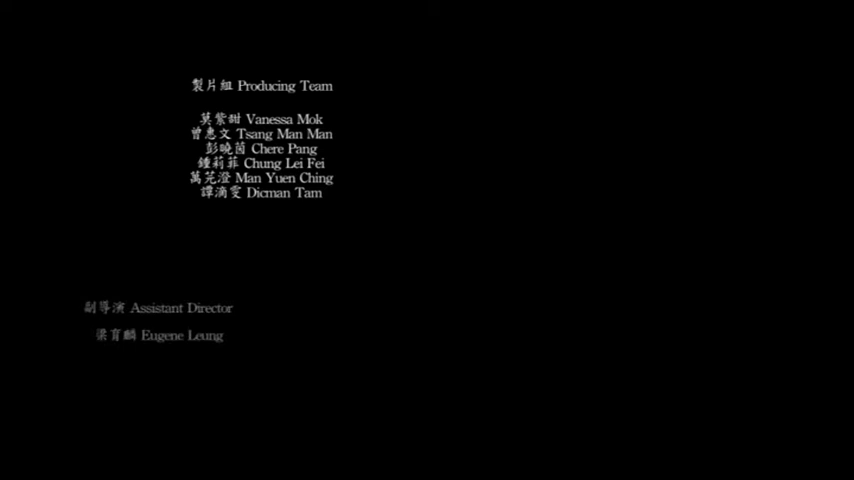 製片組 Producing Team
莫紫甜 Vanessa Mok
曾惠文 Tsang Man Man
彭曉茵 Chere Pang
鍾莉菲 Chung Lei Fei
萬芫澄 Man Yuen Ching
譚滴雯 Dicman Tam
副導演 Assistant Director
梁育麟 Eugene Leung